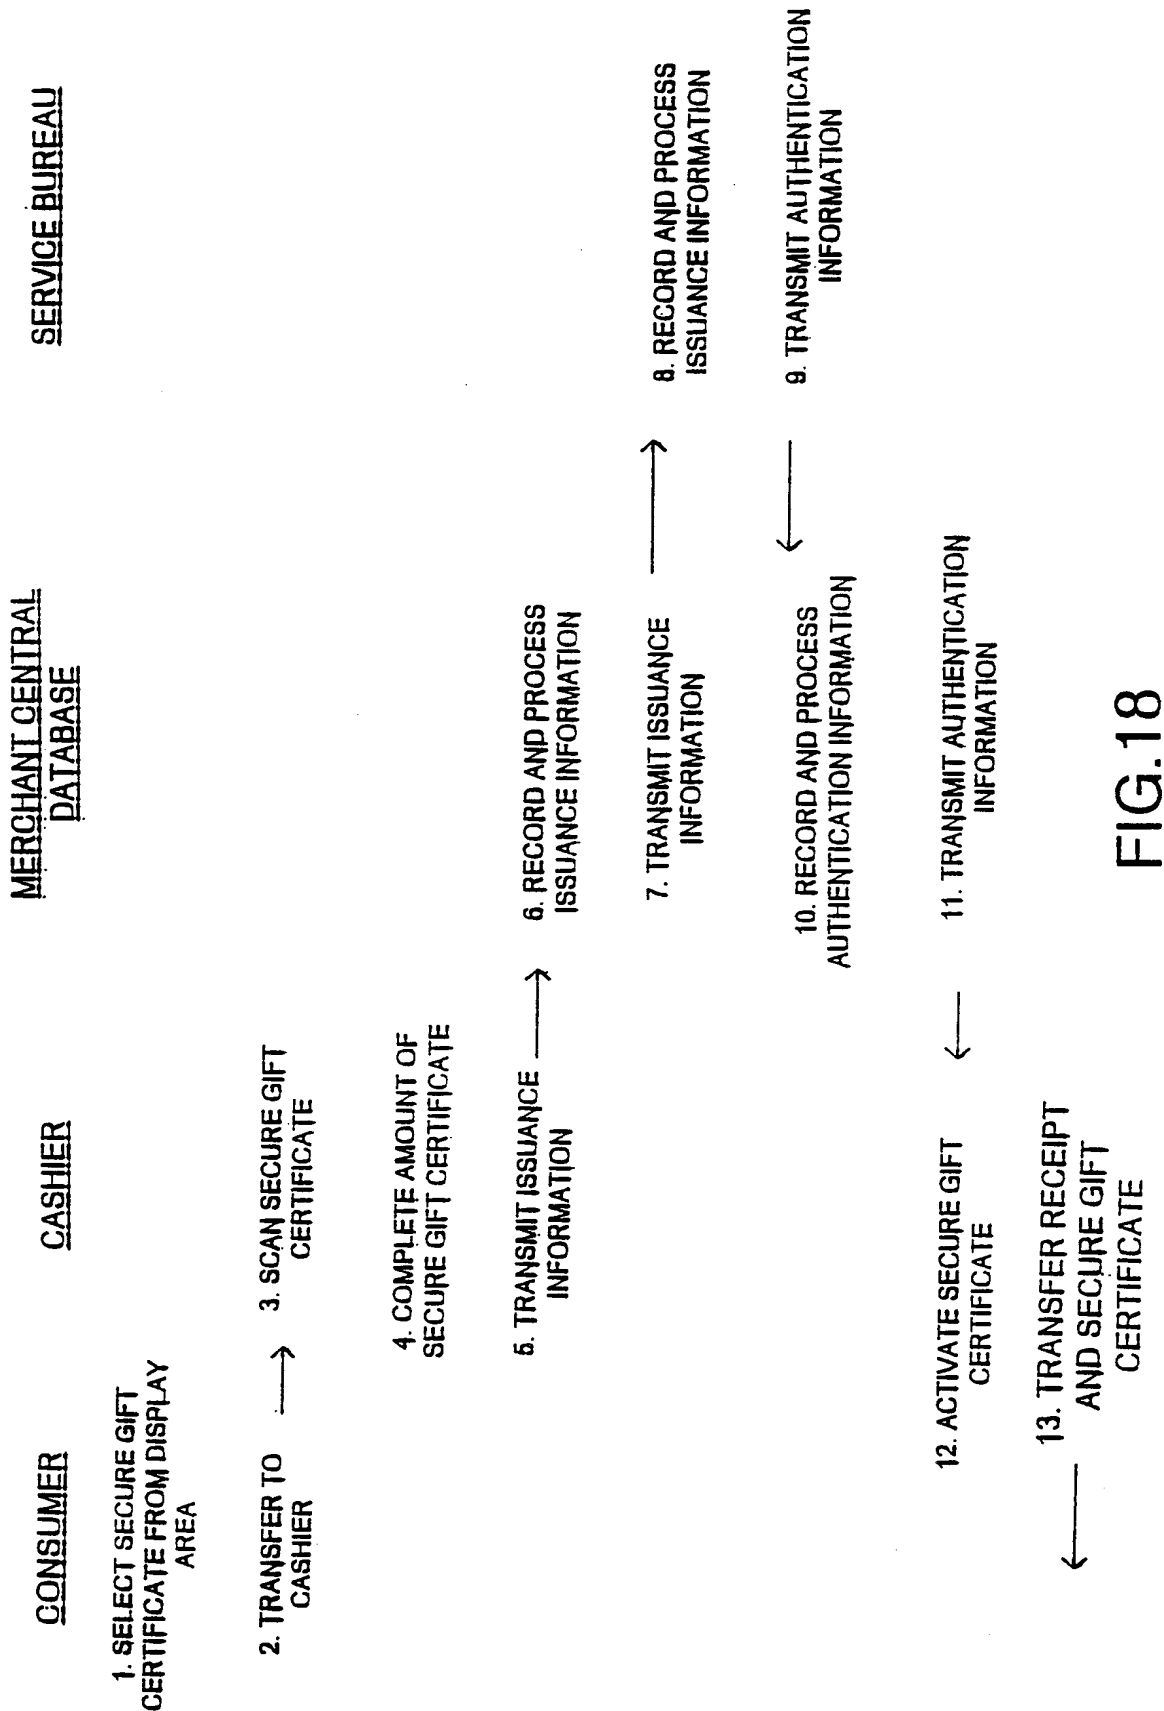 CONSUMER
CASHIER
MERCHANT CENTRAL
DATABASE
SERVICE BUREAU
1. SELECT SECURE GIFT
CERTIFICATE FROM DISPLAY
AREA
2. TRANSFER TO
CASHIER
3. SCAN SECURE GIFT
CERTIFICATE
4. COMPLETE AMOUNT OF
SECURE GIFT CERTIFICATE
5. TRANSMIT ISSUANCE
INFORMATION
6. RECORD AND PROCESS
ISSUANCE INFORMATION
7. TRANSMIT ISSUANCE
INFORMATION
8. RECORD AND PROCESS
ISSUANCE INFORMATION
9. TRANSMIT AUTHENTICATION
INFORMATION
10. RECORD AND PROCESS
AUTHENTICATION INFORMATION
11. TRANSMIT AUTHENTICATION
INFORMATION
12. ACTIVATE SECURE GIFT
CERTIFICATE
13. TRANSFER RECEIPT
AND SECURE GIFT
CERTIFICATE
FIG.18